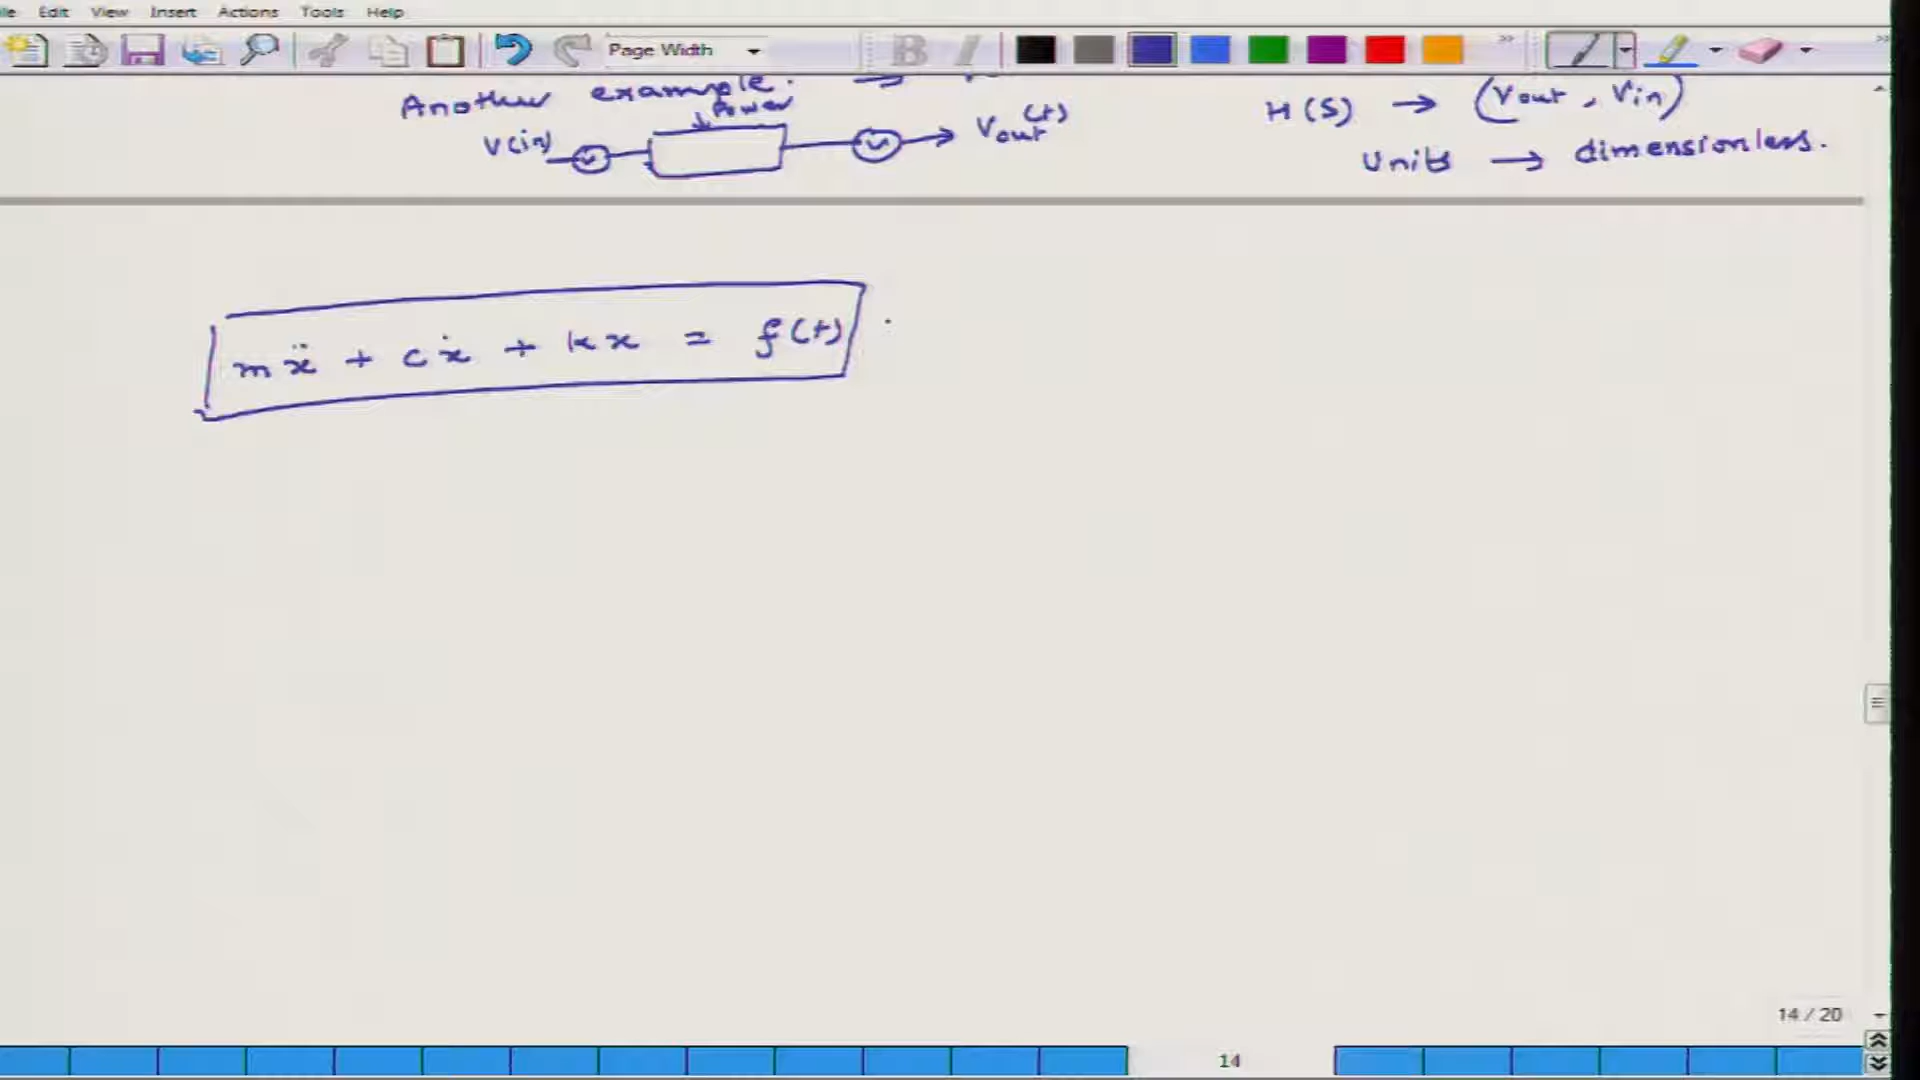 Edit View Insert Actions Tools Help
Page Width
B I
Another example.
Power
V(in)
Vout(t)
H(s) → (Vout, Vin)
Units → dimensionless.
mẍ + cẋ + kx = f(t)
14 / 20
14